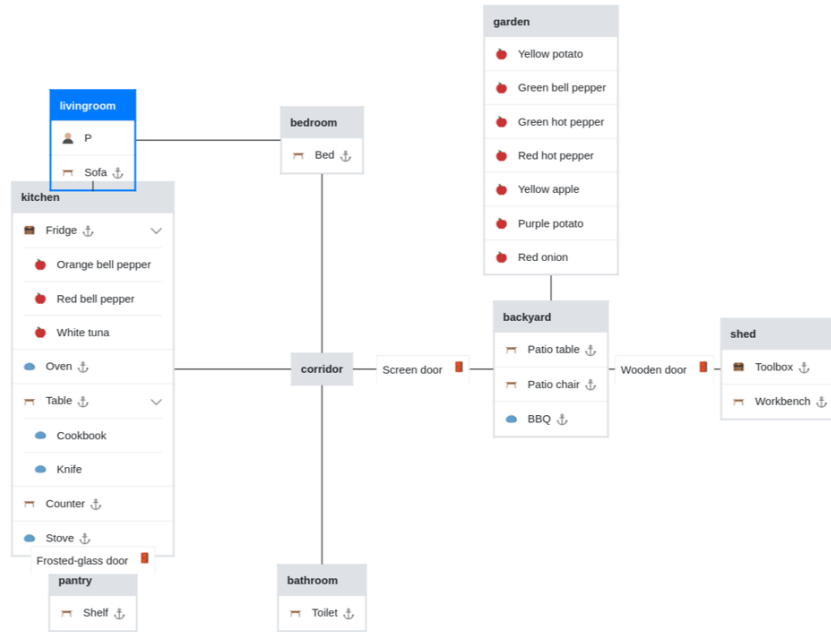 garden
Yellow potato
Green bell pepper
Green hot pepper
Red hot pepper
Yellow apple
Purple potato
Red onion
livingroom
P
Sofa
bedroom
Bed
kitchen
Fridge
Orange bell pepper
Red bell pepper
White tuna
Oven
Table
Cookbook
Knife
Counter
Stove
Frosted-glass door
pantry
Shelf
corridor
Screen door
backyard
Patio table
Patio chair
BBQ
Wooden door
shed
Toolbox
Workbench
bathroom
Toilet